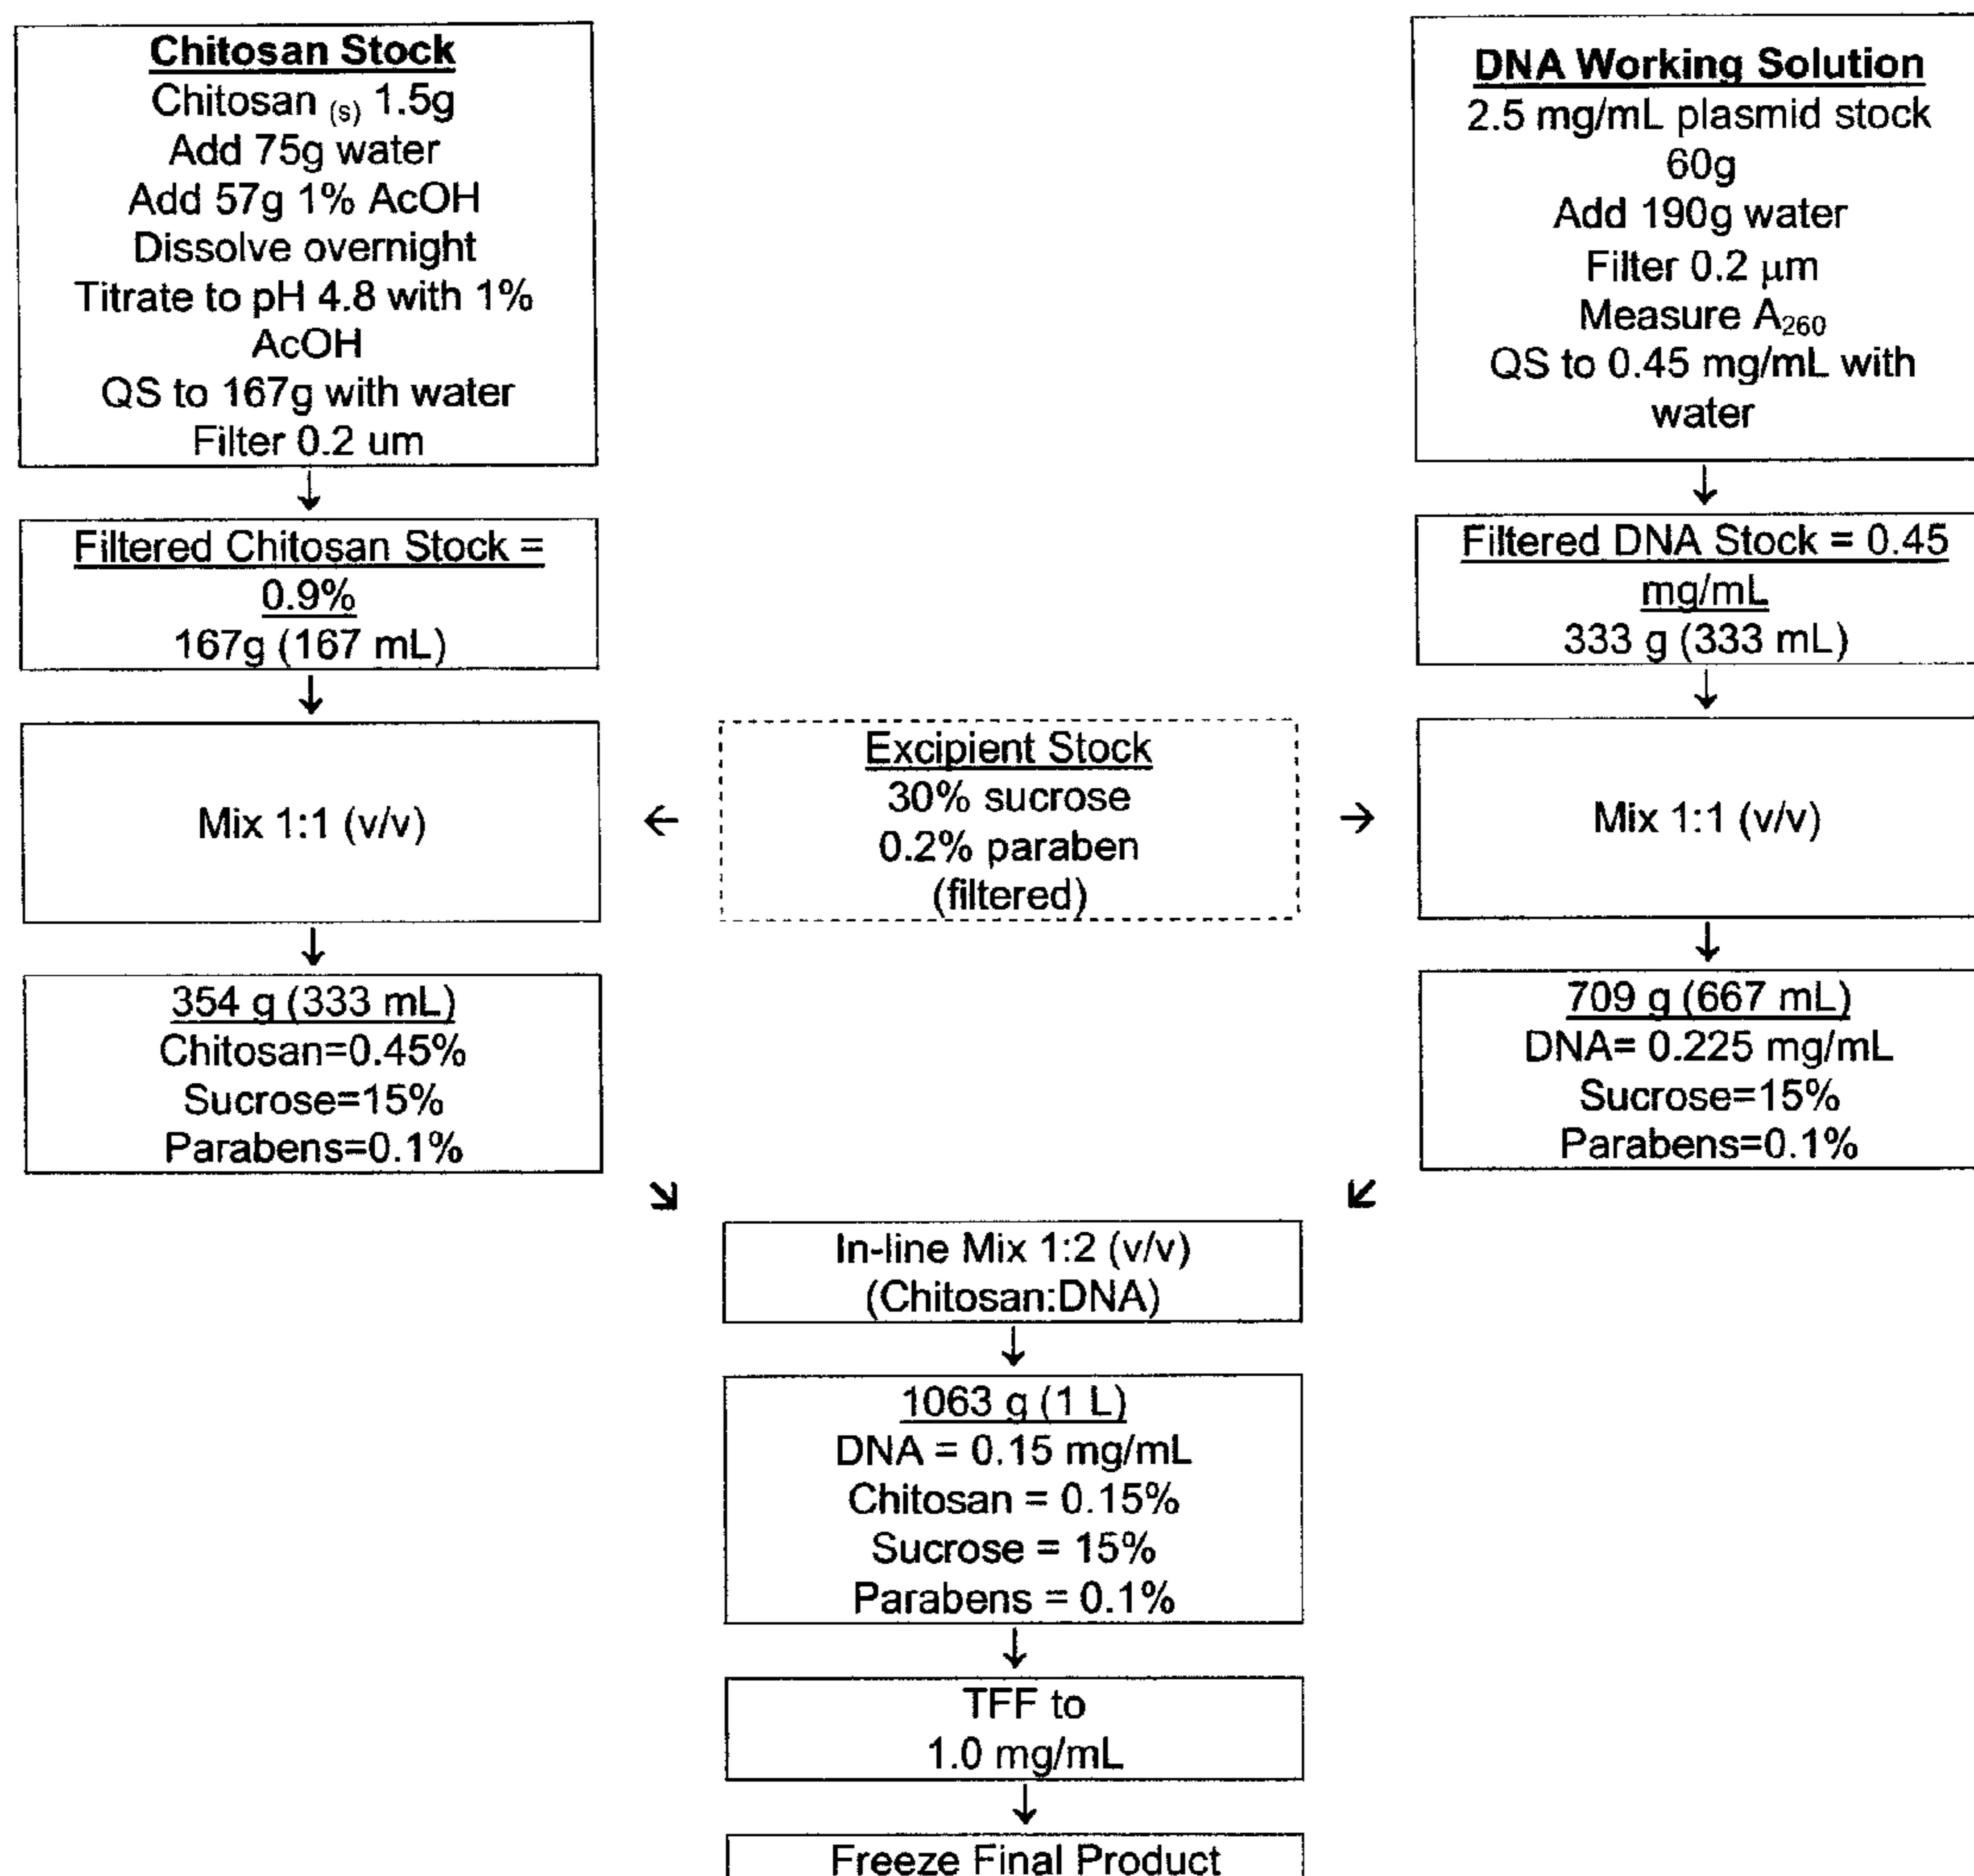 Chitosan Stock
Chitosan (s) 1.5g
Add 75g water
Add 57g 1% AcOH
Dissolve overnight
Titrate to pH 4.8 with 1%
AcOH
QS to 167g with water
Filter 0.2 um
DNA Working Solution
2.5 mg/mL plasmid stock
60g
Add 190g water
Filter 0.2 μm
Measure A260
QS to 0.45 mg/mL with
water
Filtered Chitosan Stock =
0.9%
167g (167 mL)
Filtered DNA Stock = 0.45
mg/mL
333 g (333 mL)
Mix 1:1 (v/v)
Excipient Stock
30% sucrose
0.2% paraben
(filtered)
Mix 1:1 (v/v)
354 g (333 mL)
Chitosan=0.45%
Sucrose=15%
Parabens=0.1%
709 g (667 mL)
DNA= 0.225 mg/mL
Sucrose=15%
Parabens=0.1%
In-line Mix 1:2 (v/v)
(Chitosan:DNA)
1063 g (1 L)
DNA = 0.15 mg/mL
Chitosan = 0.15%
Sucrose = 15%
Parabens = 0.1%
TFF to
1.0 mg/mL
Freeze Final Product